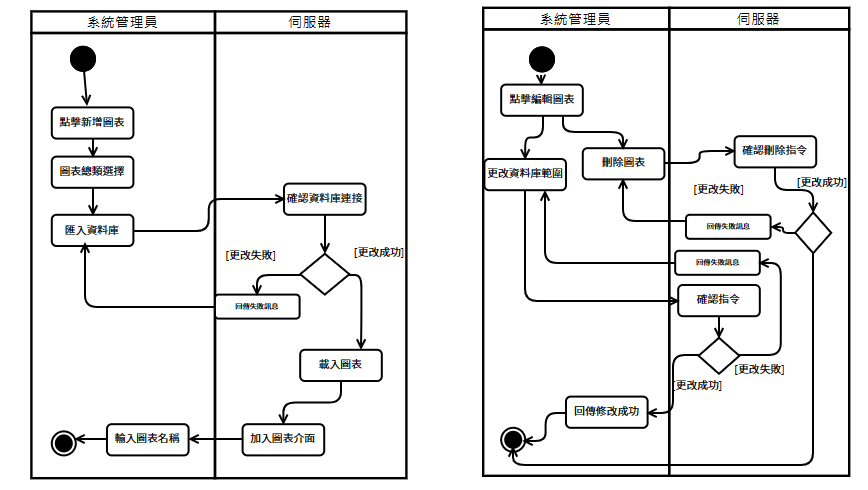 系統管理員
伺服器
點擊新增圖表
圖表總類選擇
匯入資料庫
確認資料庫連接
[更改失敗]
[更改成功]
回傳失敗訊息
載入圖表
加入圖表介面
輸入圖表名稱
系統管理員
伺服器
點擊編輯圖表
更改資料庫範圍
刪除圖表
確認刪除指令
[更改失敗]
[更改成功]
回傳失敗訊息
回傳失敗訊息
確認指令
[更改失敗]
[更改成功]
回傳修改成功